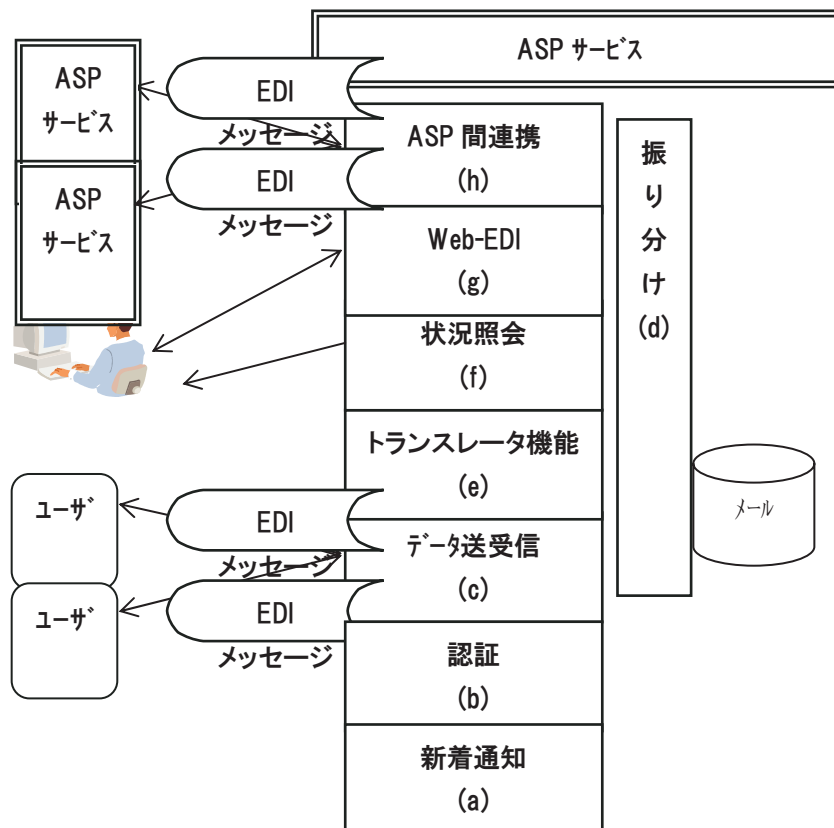 ASP サービス
ASP
サービス
EDI
メッセージ
ASP
サービス
EDI
メッセージ
ASP 間連携
(h)
Web-EDI
(g)
状況照会
(f)
トランスレータ機能
(e)
データ送受信
(c)
認証
(b)
新着通知
(a)
振
り
分
け
(d)
メール
ユーザ
EDI
メッセージ
ユーザ
EDI
メッセージ